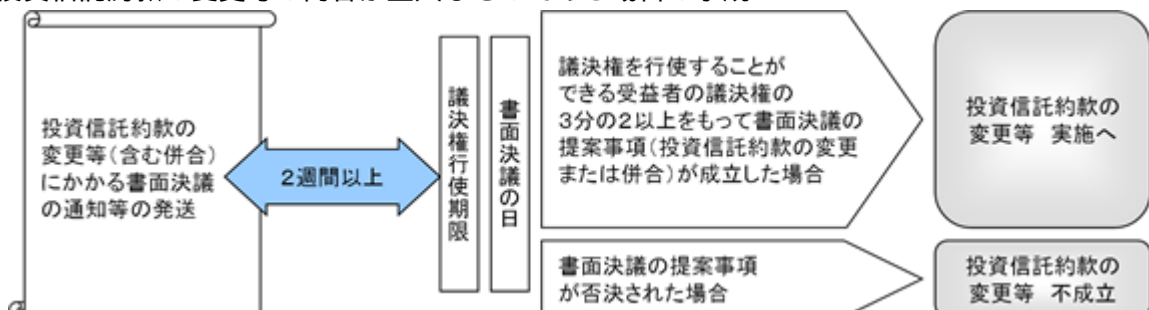 投資信託約款の
変更等(含む併合)
にかかる書面決議
の通知等の発送
2週間以上
議決権行使期限
書面決議の日
議決権を行使することが
できる受益者の議決権の
3分の2以上をもって書面決議の
提案事項(投資信託約款の変更
または併合)が成立した場合
投資信託約款の
変更等 実施へ
書面決議の提案事項
が否決された場合
投資信託約款の
変更等 不成立